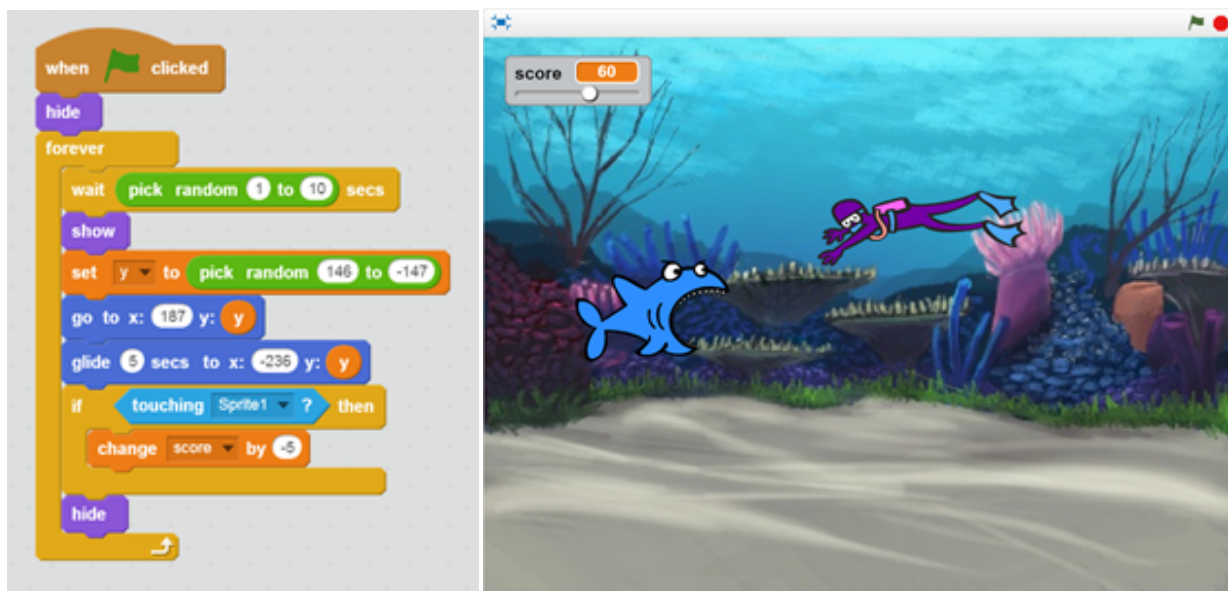 when clicked
hide
forever
wait pick random 1 to 10 secs
show
set y to pick random 146 to -147
go to x: 187 y: y
glide 5 secs to x: -236 y: y
if touching Sprite1 ? then
change score by -5
hide
score 60